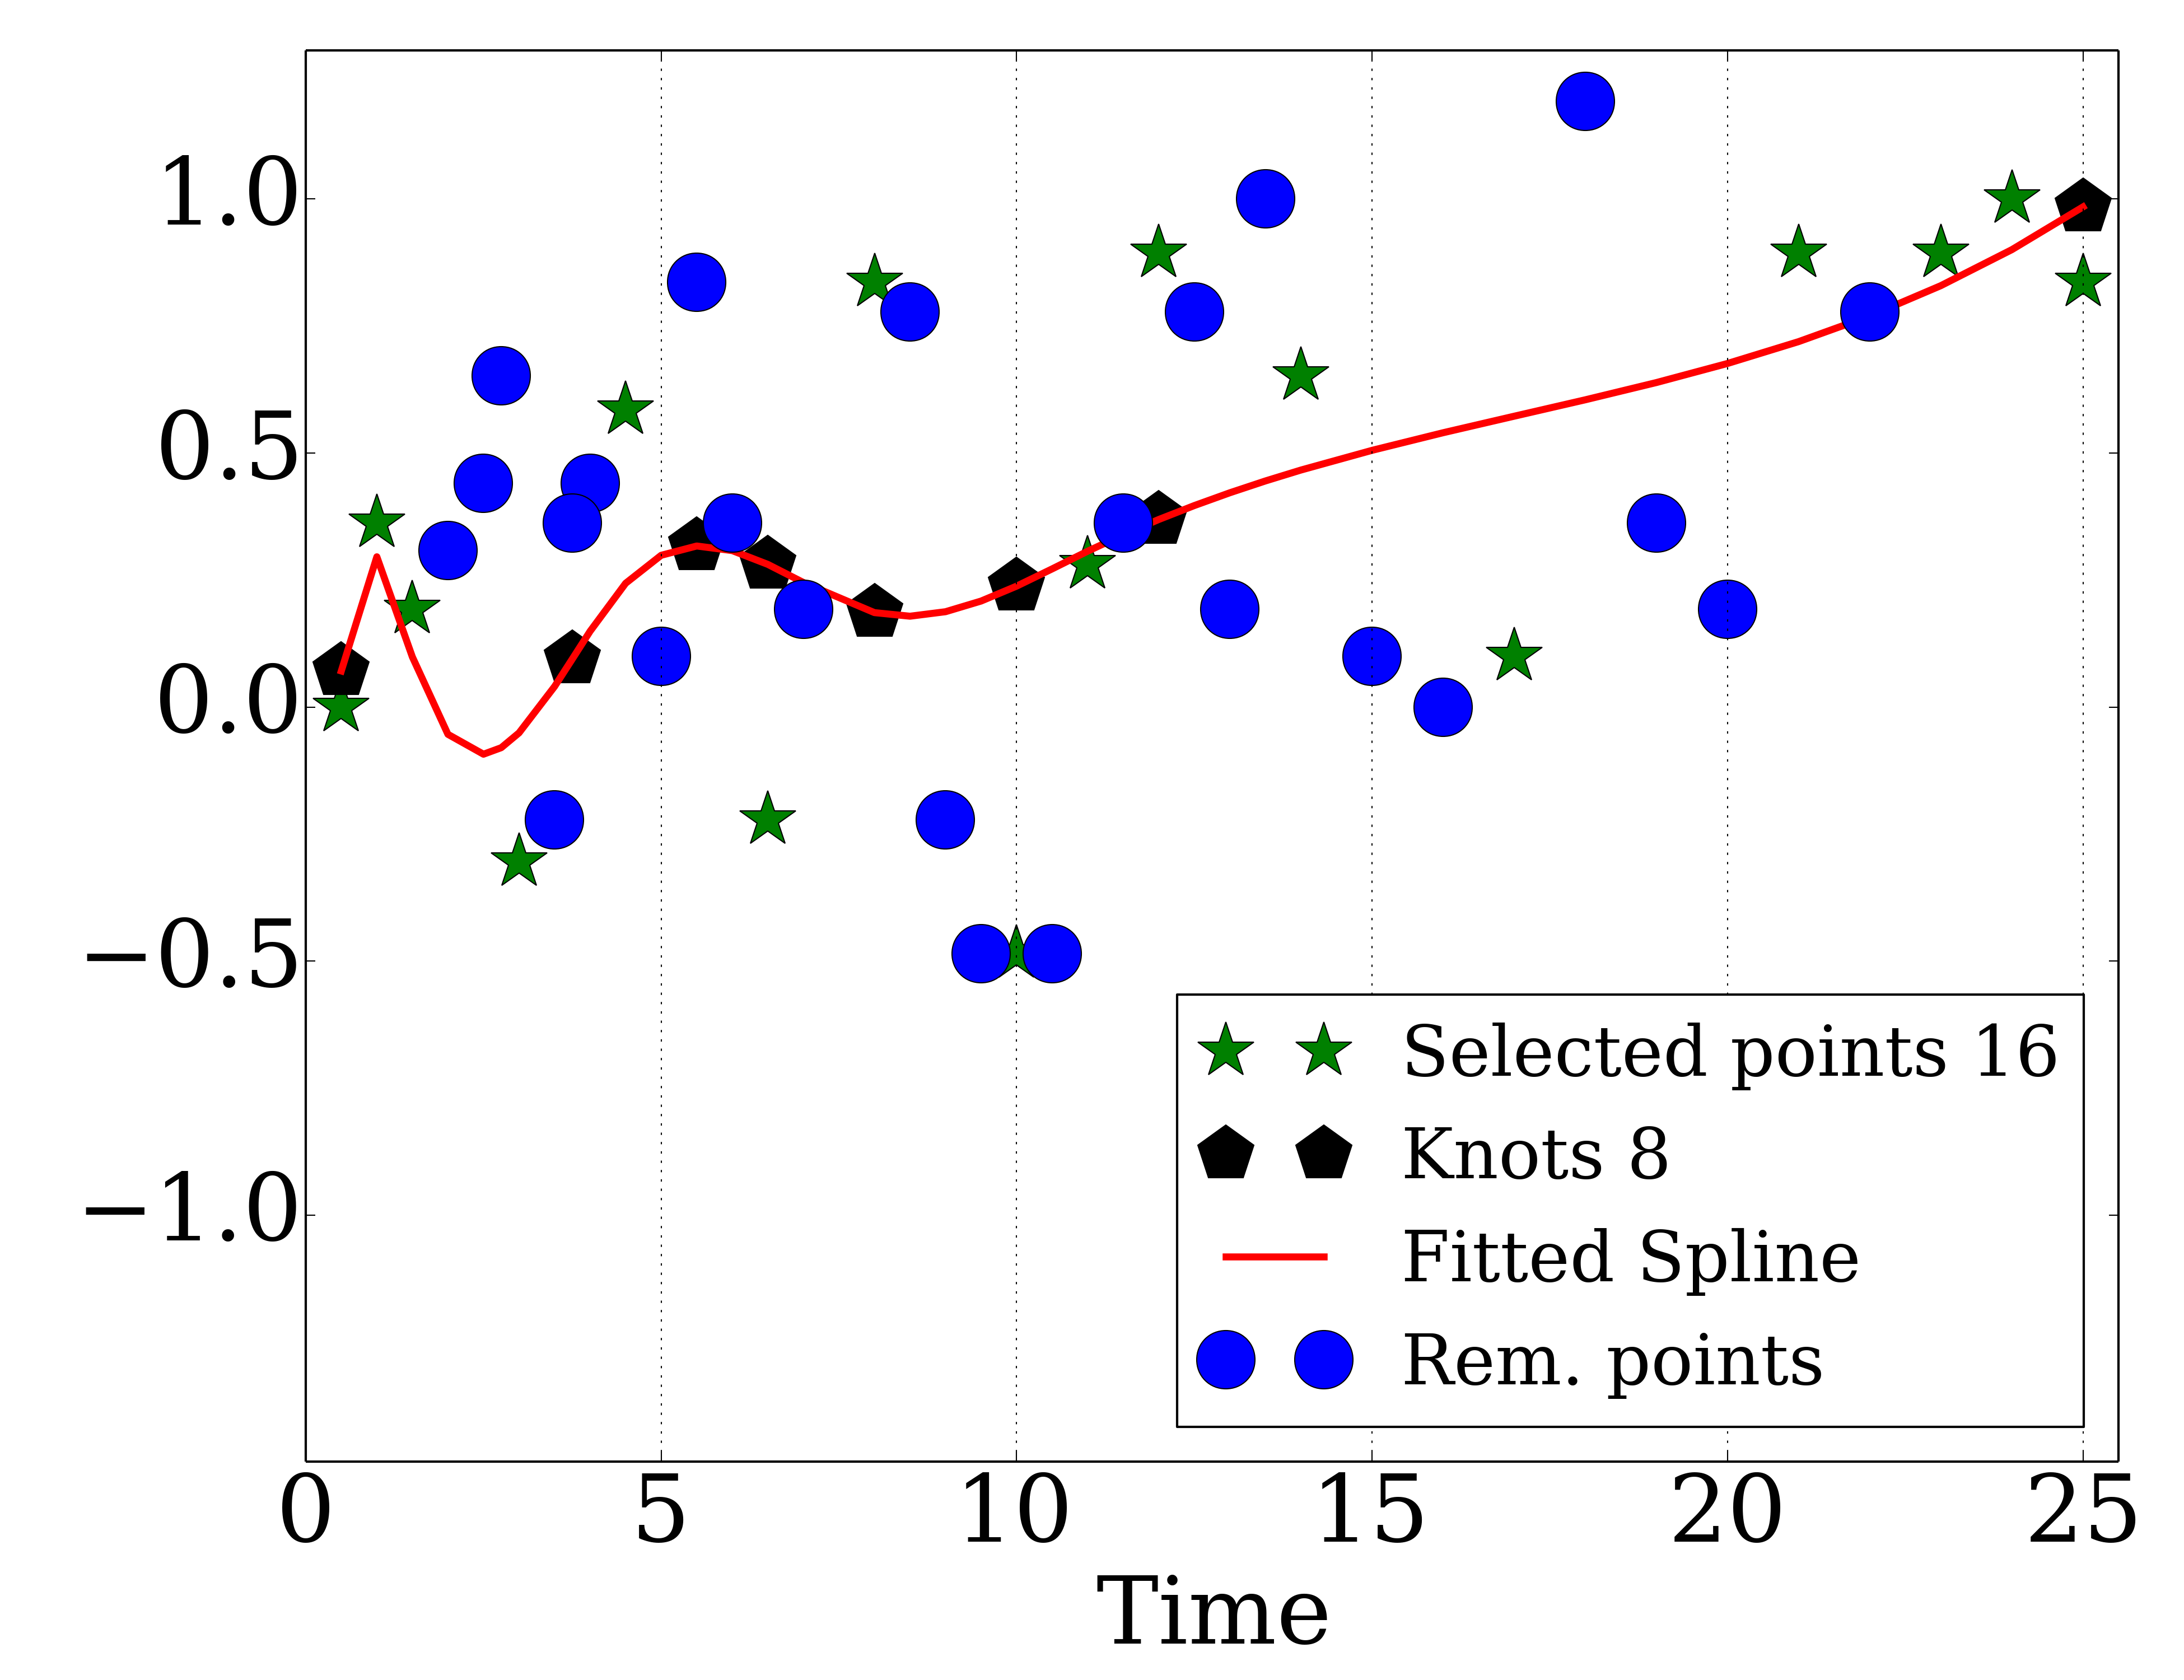 1.0
0.5
0.0
−0.5
−1.0
Selected points 16
Knots 8
Fitted Spline
Rem. points
0 5 10 15 20 25
Time